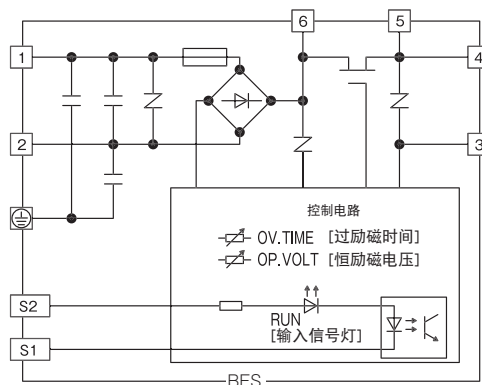 6
5
1
4
2
3
控制电路
OV.TIME [过励磁时间]
OP.VOLT [恒励磁电压]
S2
RUN
[输入信号灯]
S1
BES